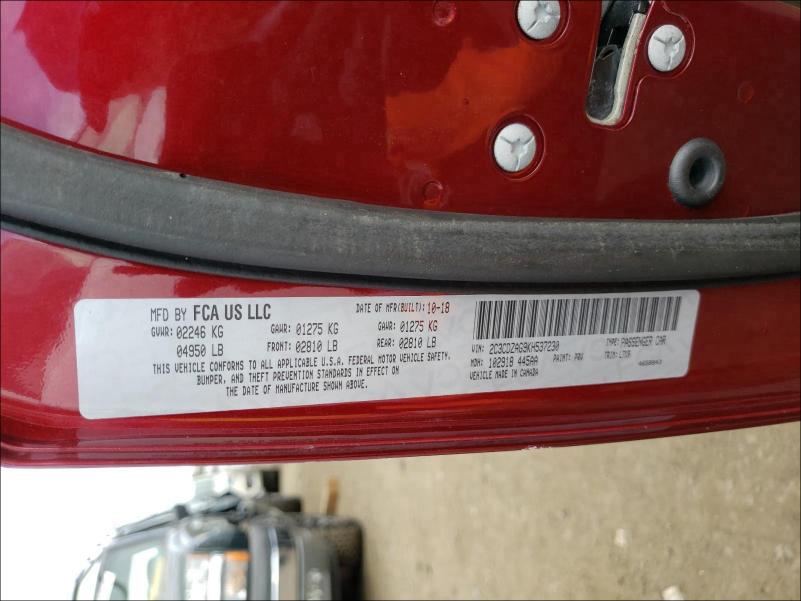 MFD BY FCA US LLC DATE OF MFR(BUILT): 10-18
GVWR: 02246 KG GAWR: 01275 KG GAWR: 01275 KG
04950 LB FRONT: 02810 LB REAR: 02810 LB
THIS VEHICLE CONFORMS TO ALL APPLICABLE U.S.A. FEDERAL MOTOR VEHICLE SAFETY,
BUMPER, AND THEFT PREVENTION STANDARDS IN EFFECT ON
THE DATE OF MANUFACTURE SHOWN ABOVE.
VIN: 2C3CDZAG9KH537230 TYPE: PASSENGER CAR
MDH: 102918 445AA PAINT: PRV TRIM: LTX9
VEHICLE MADE IN CANADA